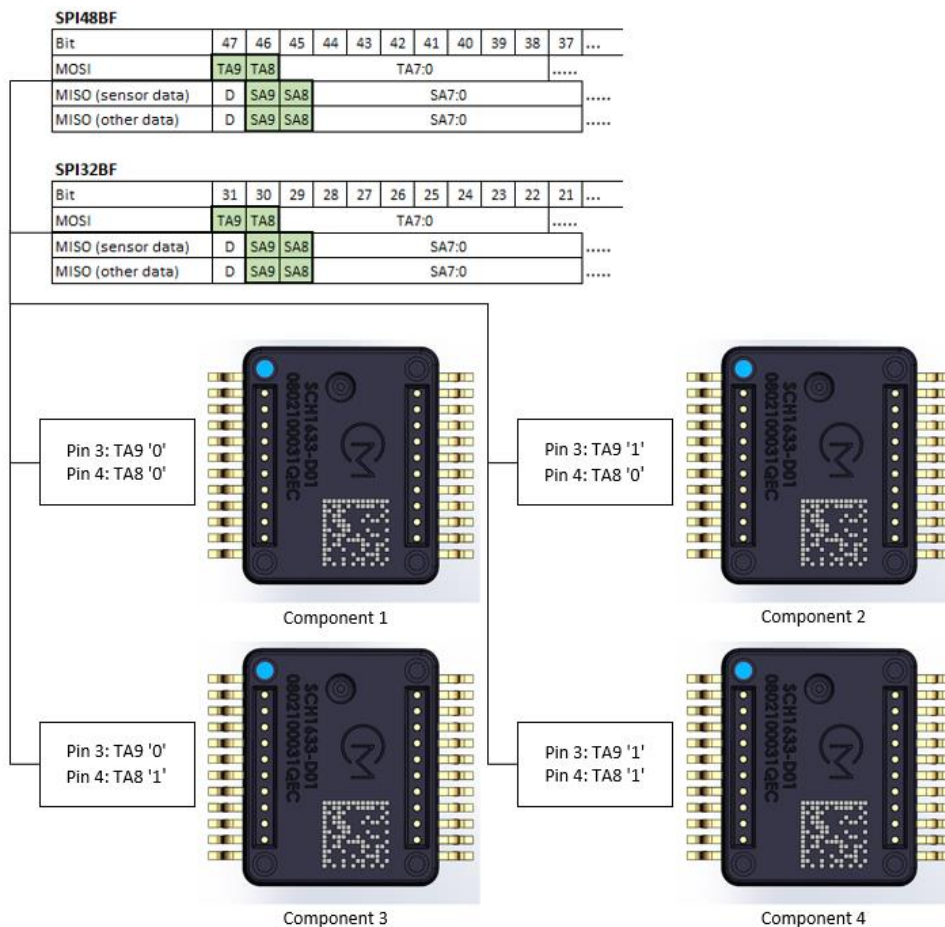 SPI48BF
Bit 47 46 45 44 43 42 41 40 39 38 37 ...
MOSI TA9 TA8 TA7:0 .....
MISO (sensor data) D SA9 SA8 SA7:0 .....
MISO (other data) D SA9 SA8 SA7:0 .....
SPI32BF
Bit 31 30 29 28 27 26 25 24 23 22 21 ...
MOSI TA9 TA8 TA7:0 .....
MISO (sensor data) D SA9 SA8 SA7:0 .....
MISO (other data) D SA9 SA8 SA7:0 .....
Pin 3: TA9 '0'
Pin 4: TA8 '0'
SCH1633-D01
0802100031QEC
M
Component 1
Pin 3: TA9 '1'
Pin 4: TA8 '0'
SCH1633-D01
0802100031QEC
M
Component 2
Pin 3: TA9 '0'
Pin 4: TA8 '1'
SCH1633-D01
0802100031QEC
M
Component 3
Pin 3: TA9 '1'
Pin 4: TA8 '1'
SCH1633-D01
0802100031QEC
M
Component 4